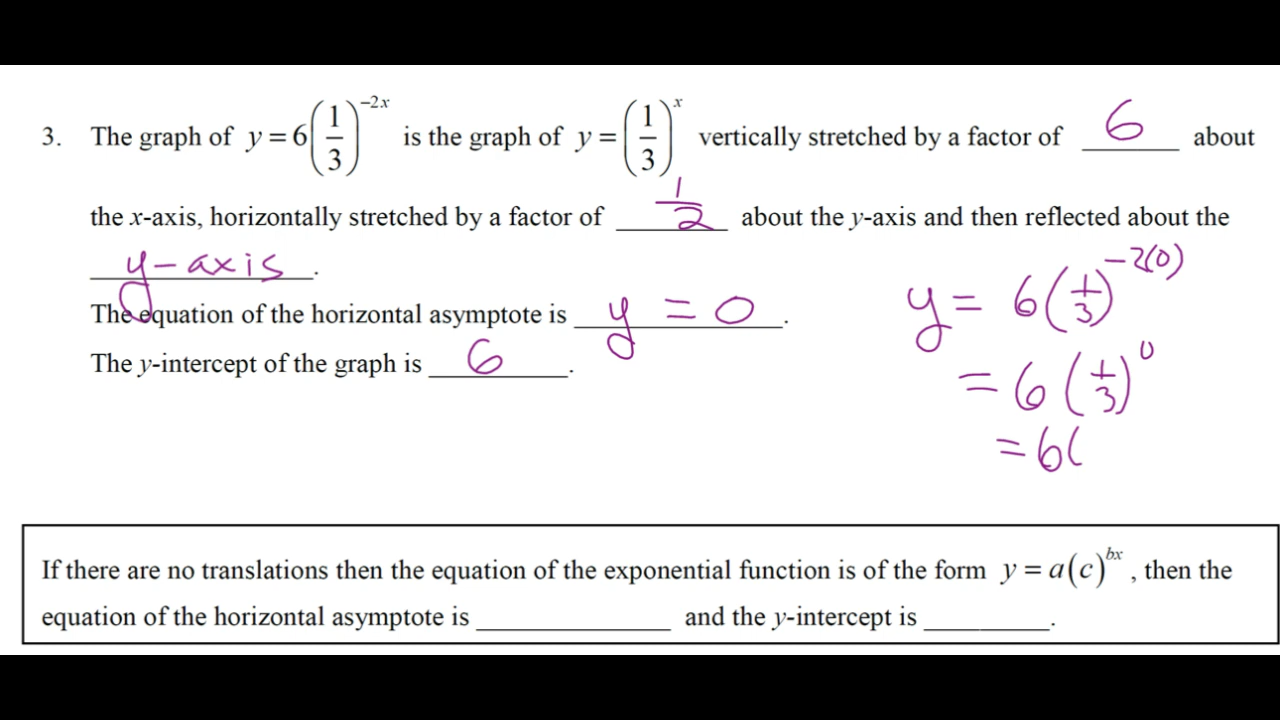 3. The graph of y = 6(1/3)^(-2x) is the graph of y = (1/3)^x vertically stretched by a factor of 6 about
the x-axis, horizontally stretched by a factor of 1/2 about the y-axis and then reflected about the
y-axis.
The equation of the horizontal asymptote is y = 0.
The y-intercept of the graph is 6.
y = 6(1/3)^(-2(0))
= 6(1/3)^0
= 6(
If there are no translations then the equation of the exponential function is of the form y = a(c)^(bx), then the
equation of the horizontal asymptote is ______________ and the y-intercept is _________.